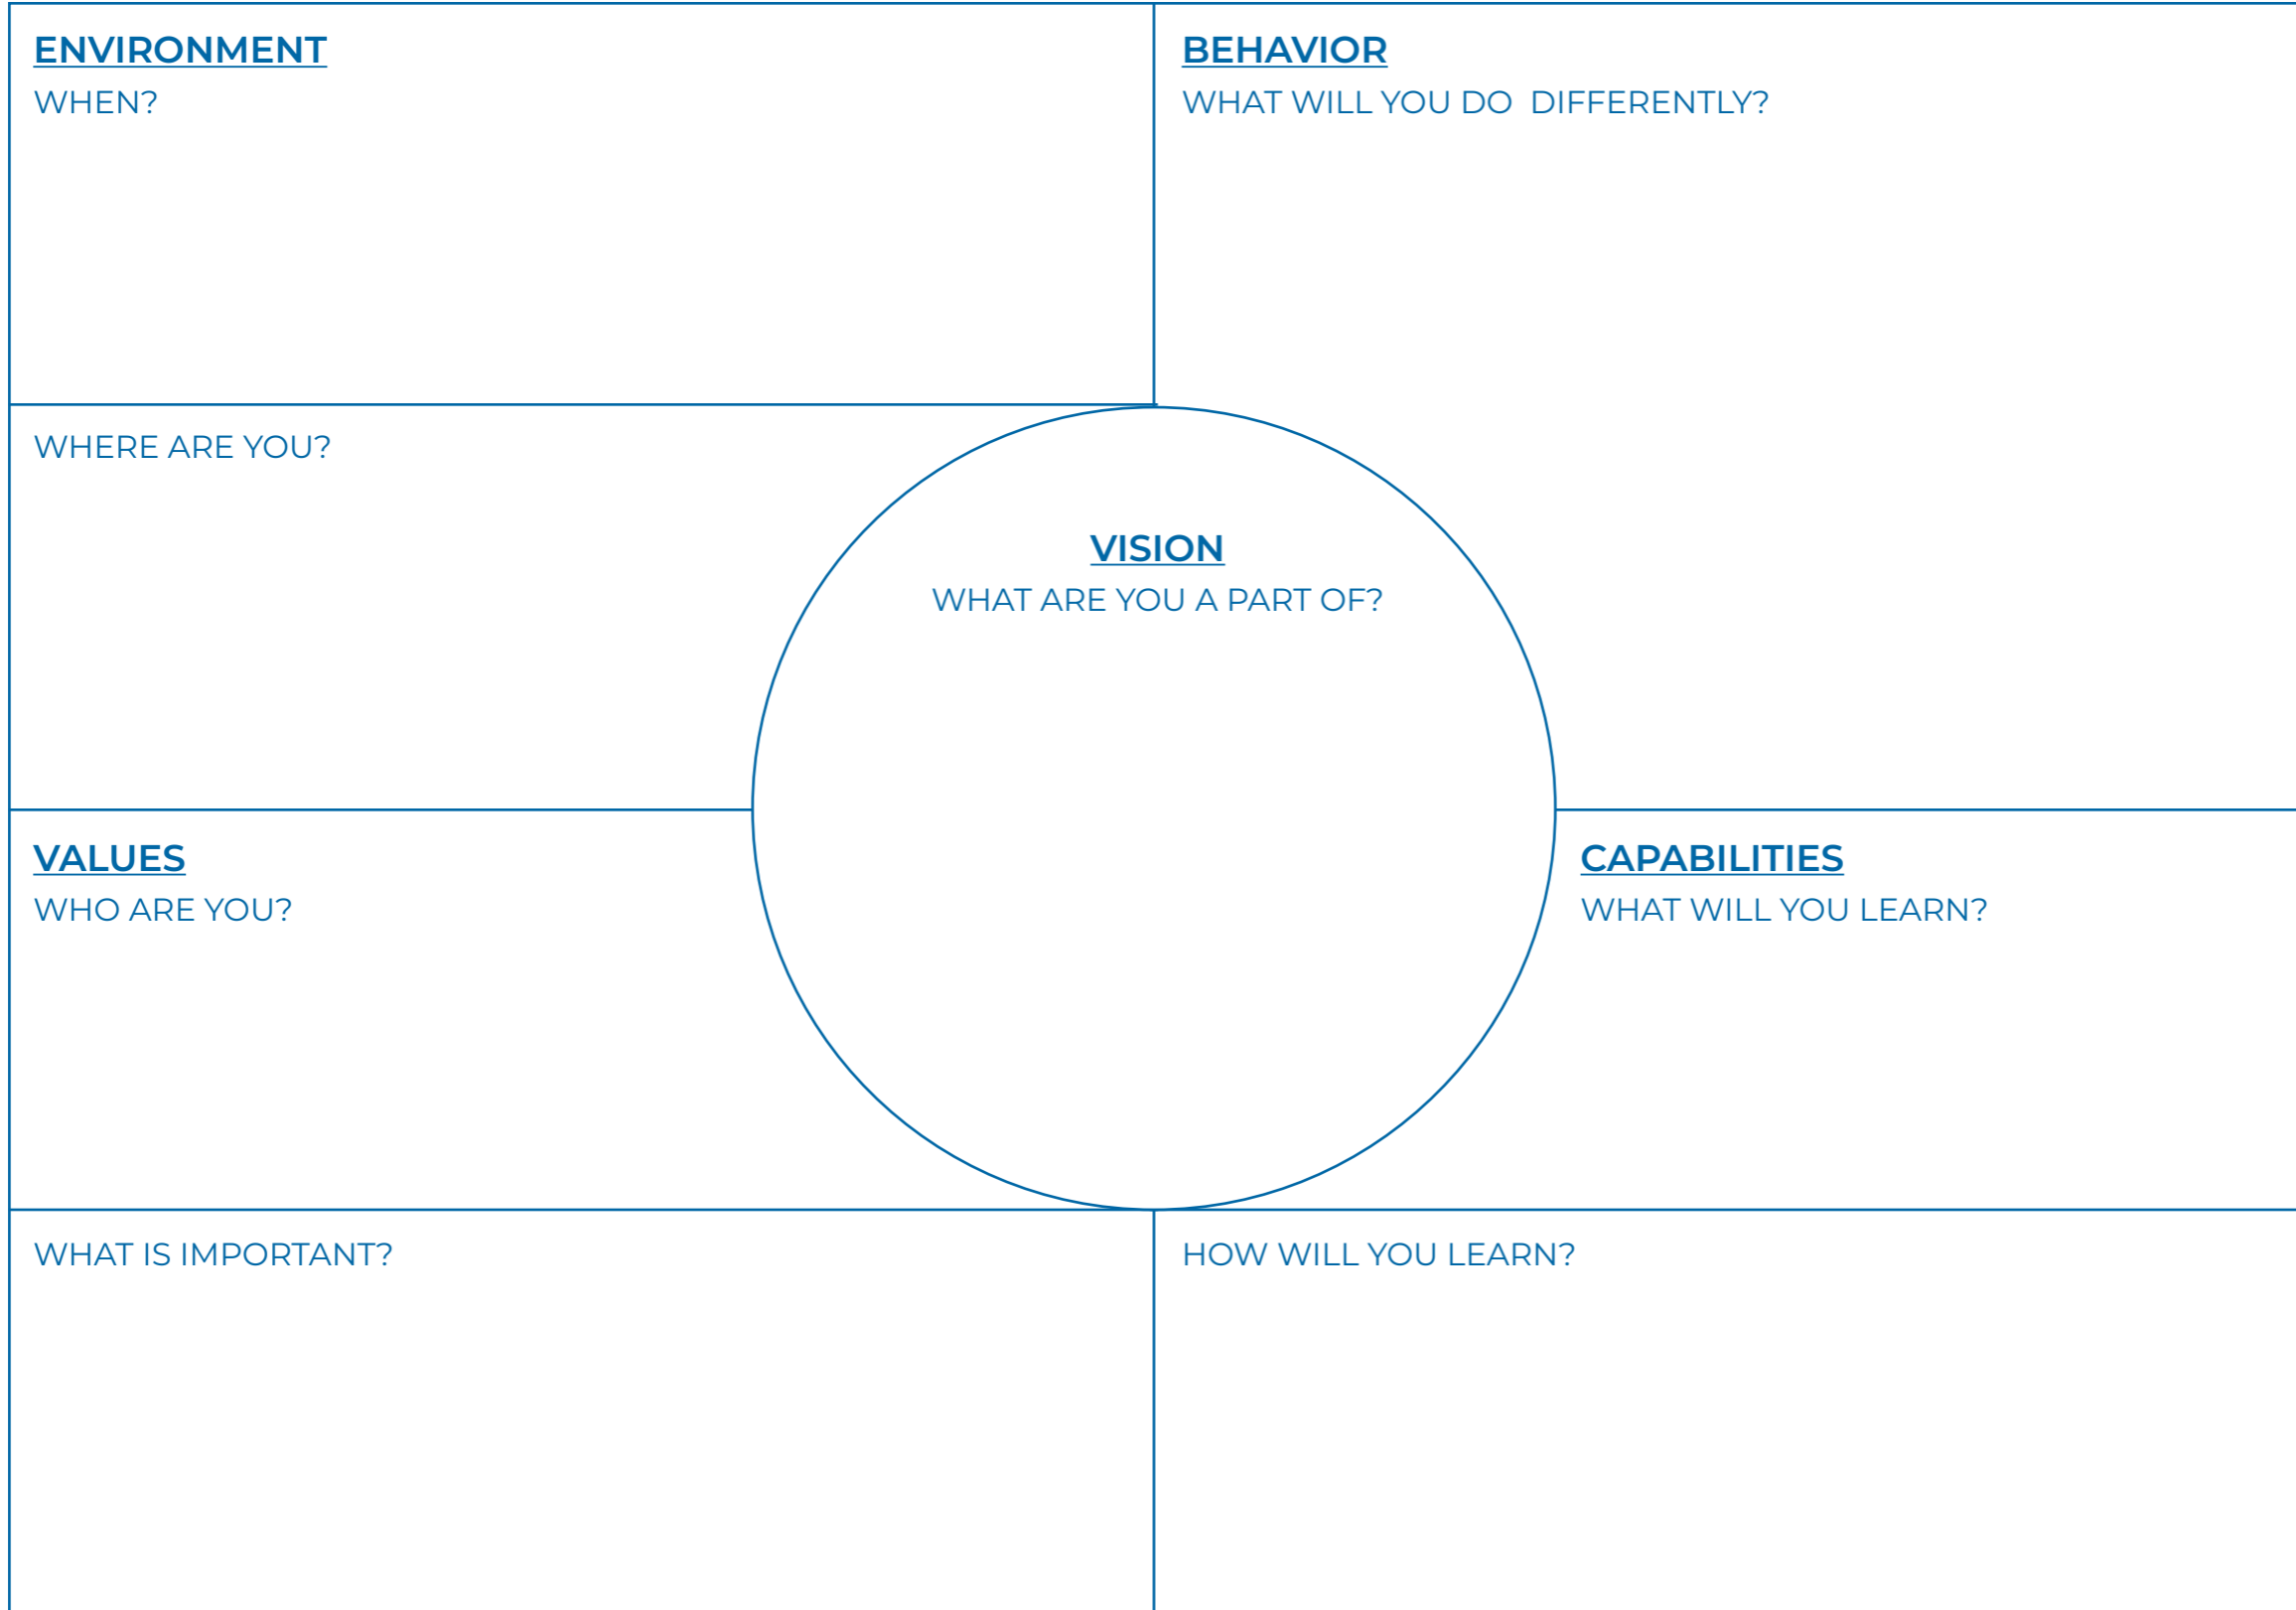 ENVIRONMENT
WHEN?
BEHAVIOR
WHAT WILL YOU DO  DIFFERENTLY?
WHERE ARE YOU?
VISION
WHAT ARE YOU A PART OF?
VALUES
WHO ARE YOU?
CAPABILITIES
WHAT WILL YOU LEARN?
WHAT IS IMPORTANT?
HOW WILL YOU LEARN?